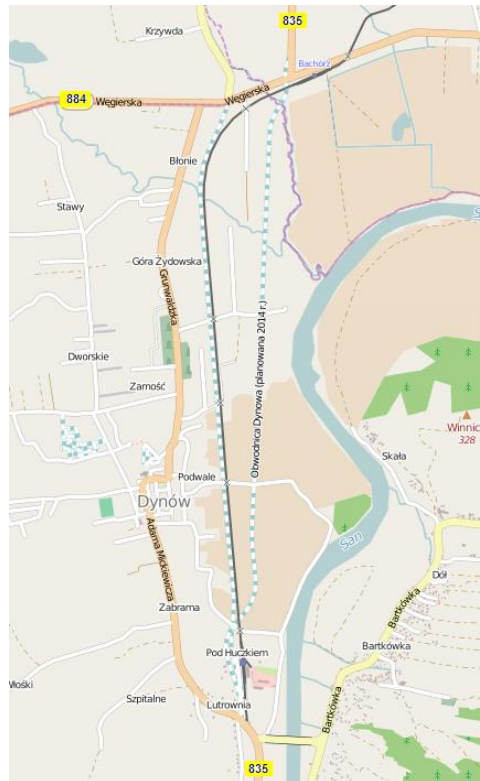 835
Krzywda
Bachórz
884
Węgierska
Węgierska
Błonie
Stawy
Góra Żydowska
Grunwaldzka
Obwodnica Dynowa (planowana 2014 r.)
Dworskie
Zamość
Winnic
328
Skała
Podwale
Dynów
San
Adama Mickiewicza
Dół
Bartkówka
Zabrama
Bartkówka
Pod Huczkiem
Szpitalne
Lutrownia
Bartkówka
835